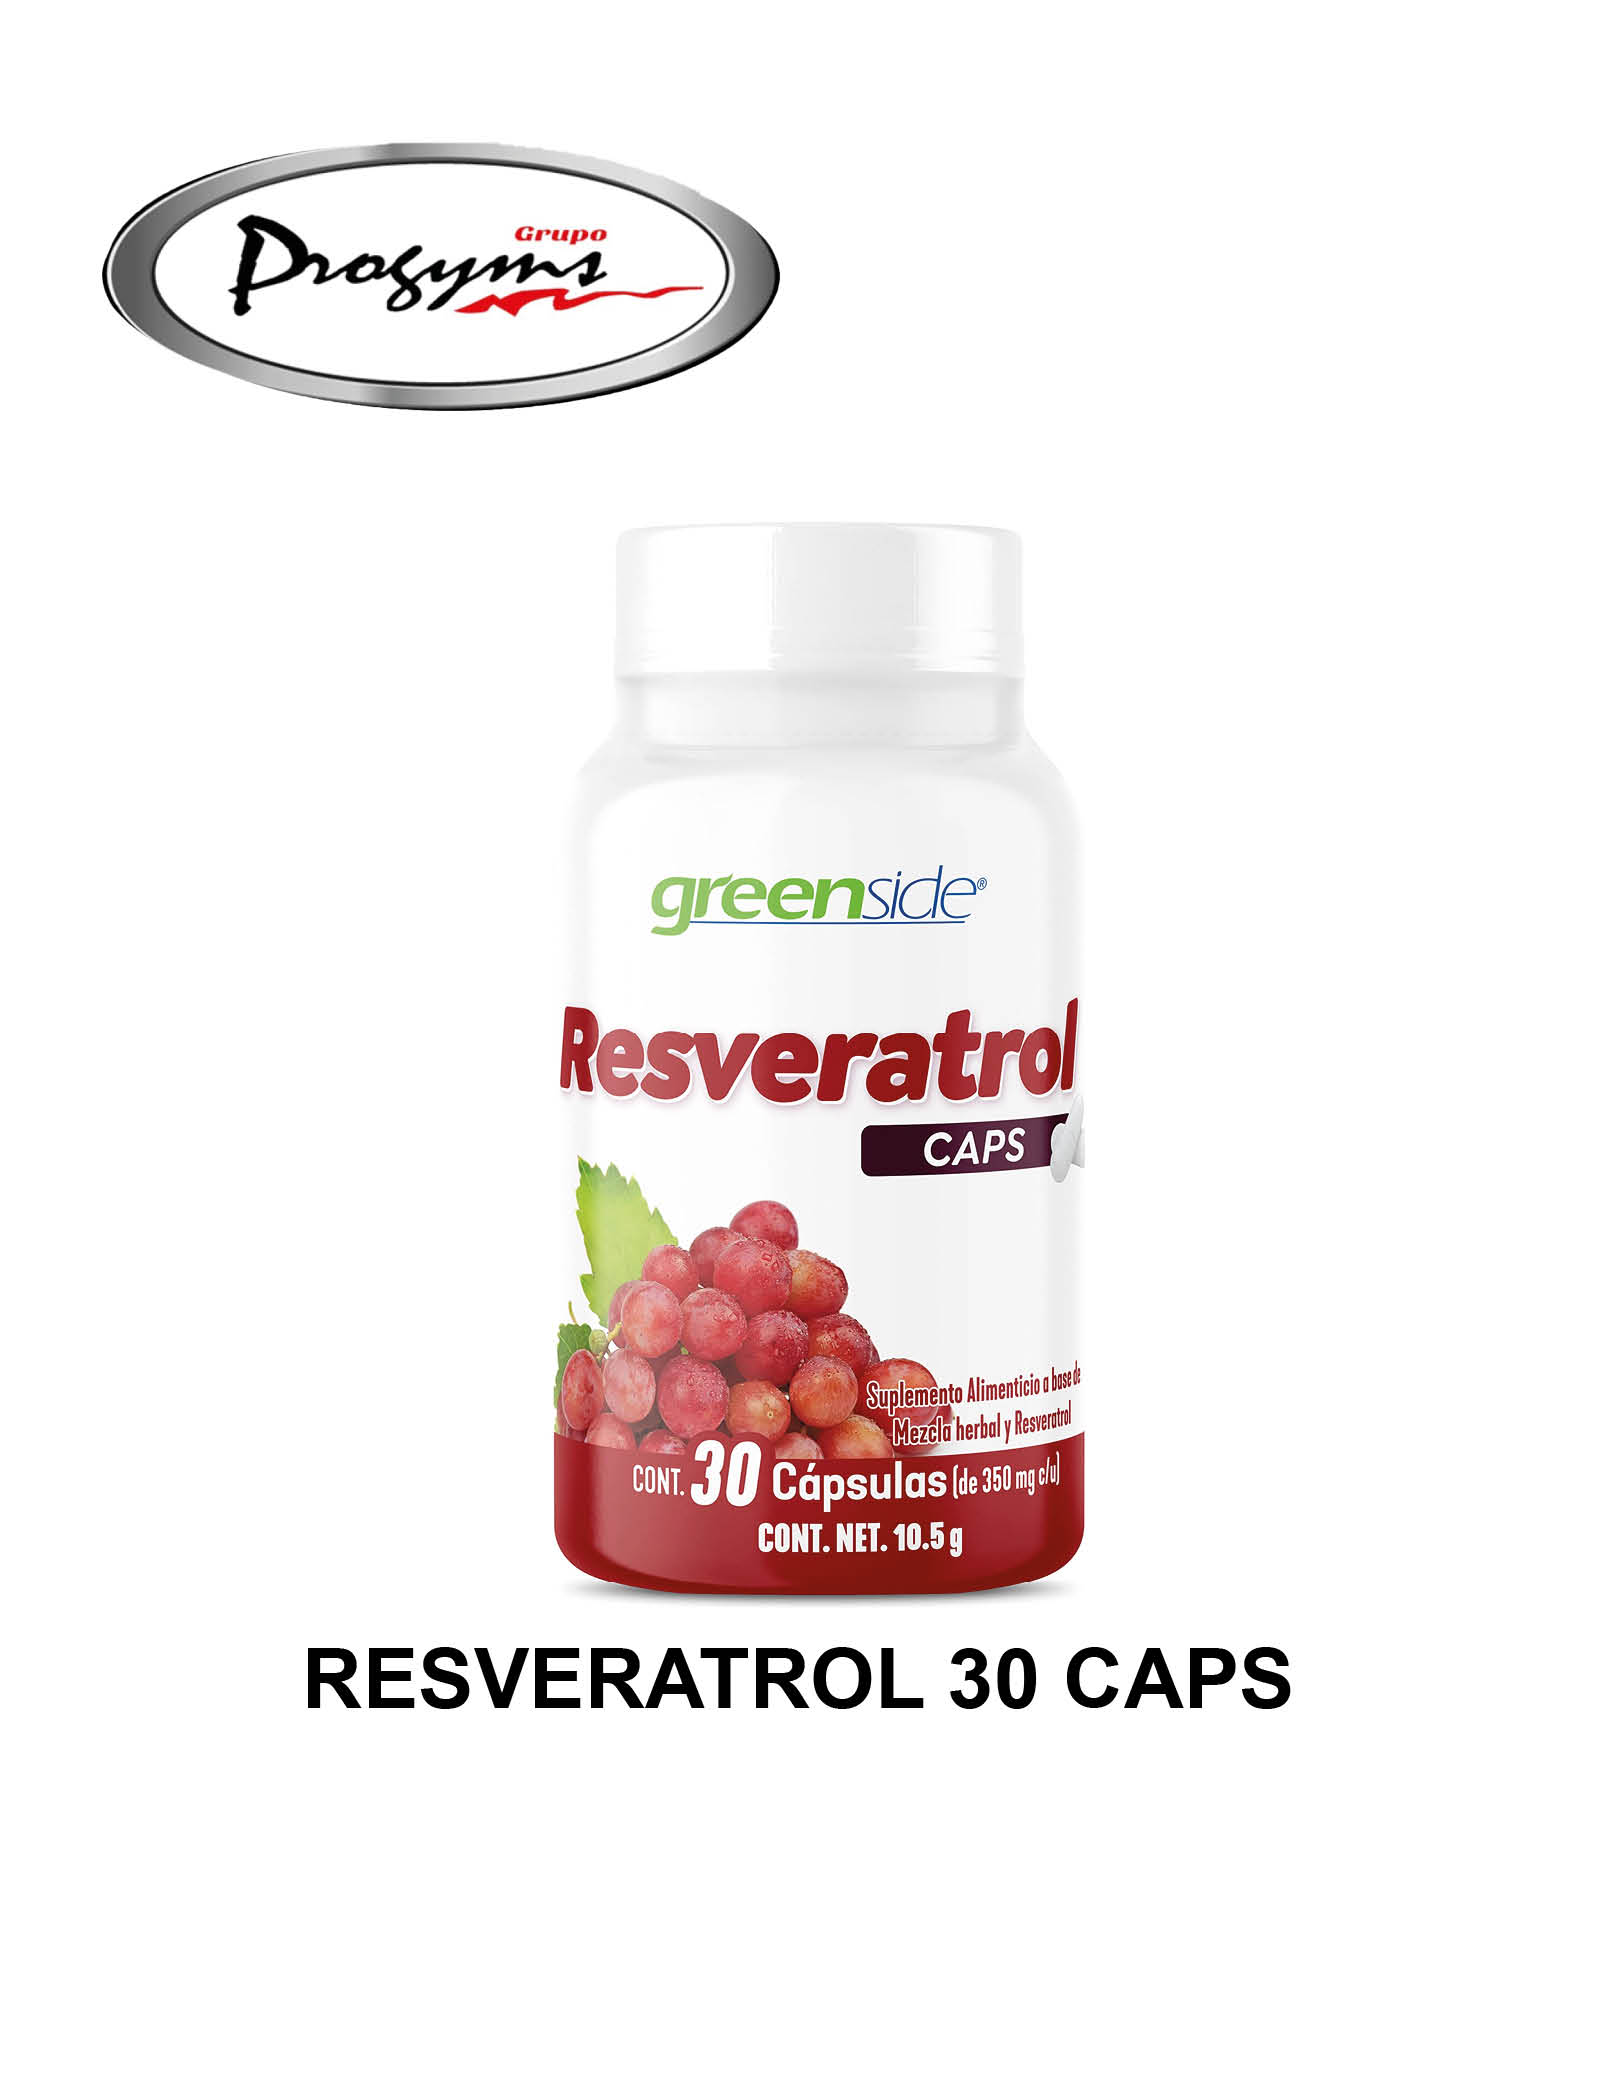 Grupo
Progyms
greenside®
Resveratrol
CAPS
Suplemento Alimenticio a base de
Mezcla herbal y Resveratrol
CONT. 30 Cápsulas (de 350 mg c/u)
CONT. NET. 10.5 g
RESVERATROL 30 CAPS